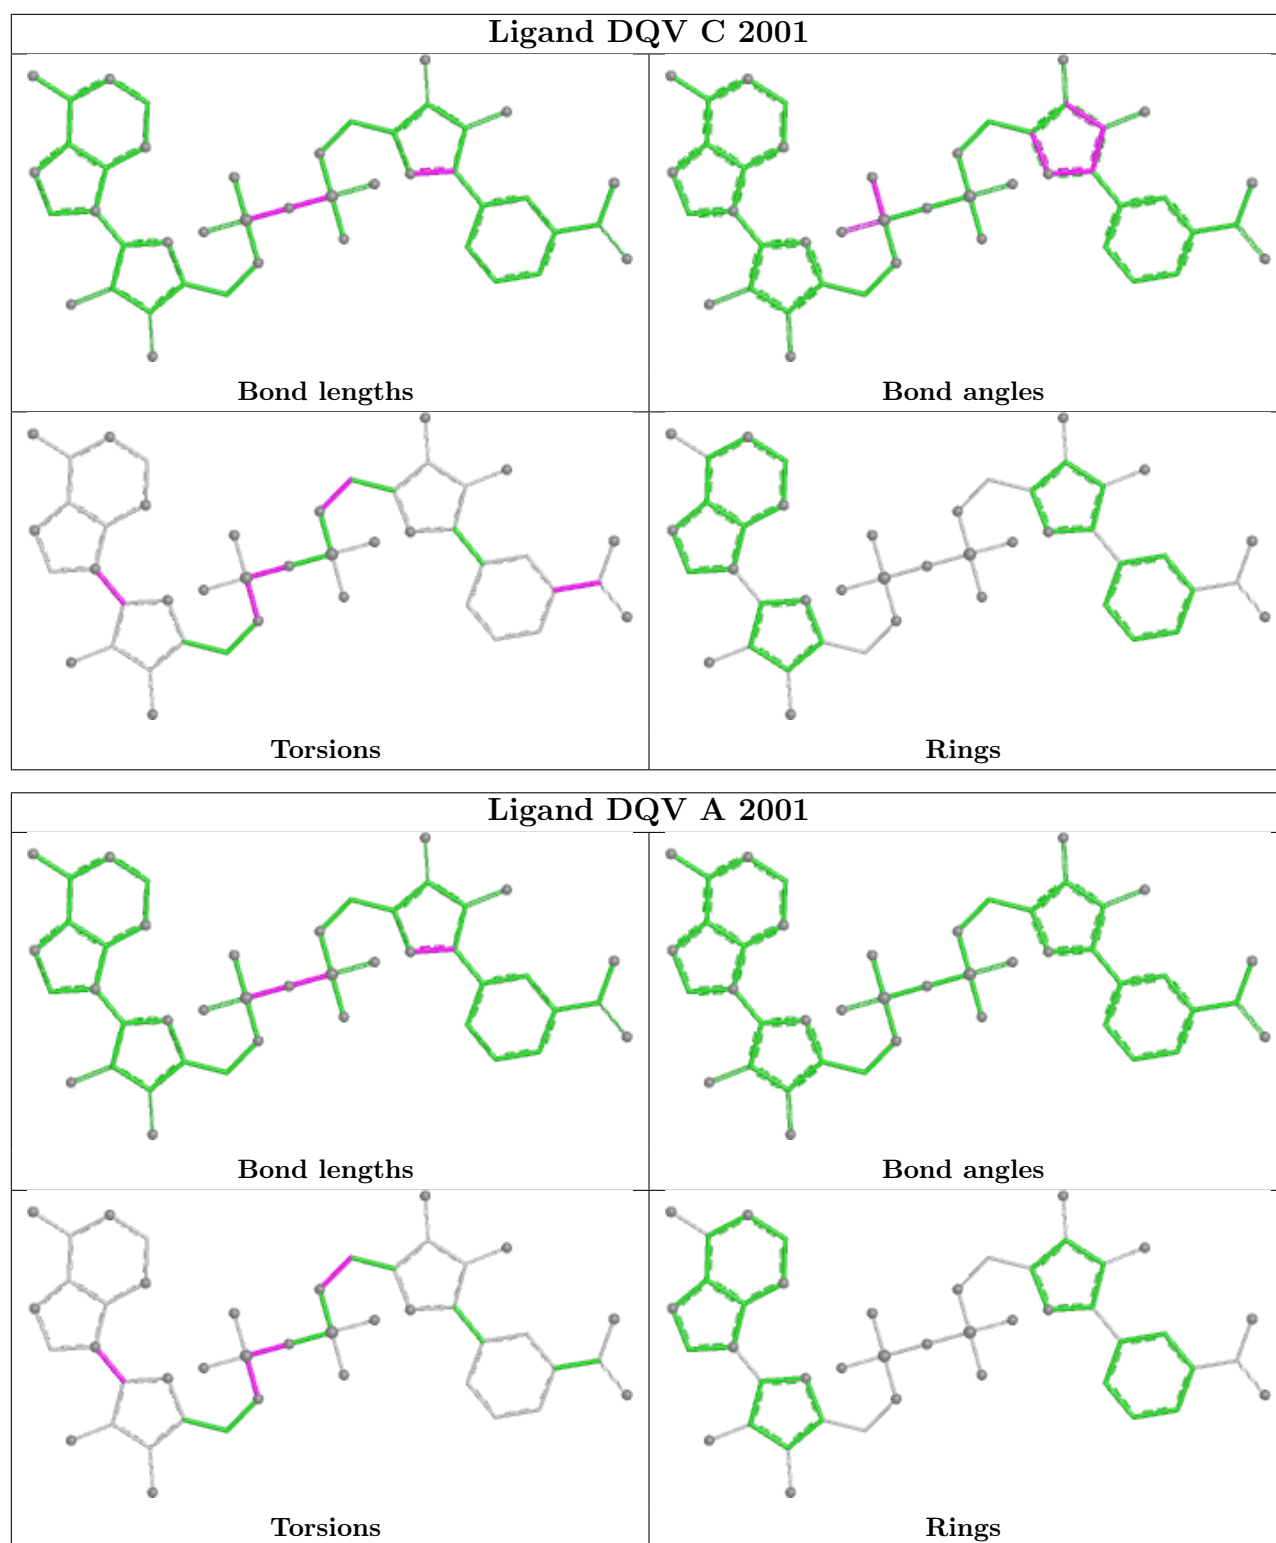 Ligand DQV C 2001
Bond lengths
Bond angles
Torsions
Rings
Ligand DQV A 2001
Bond lengths
Bond angles
Torsions
Rings